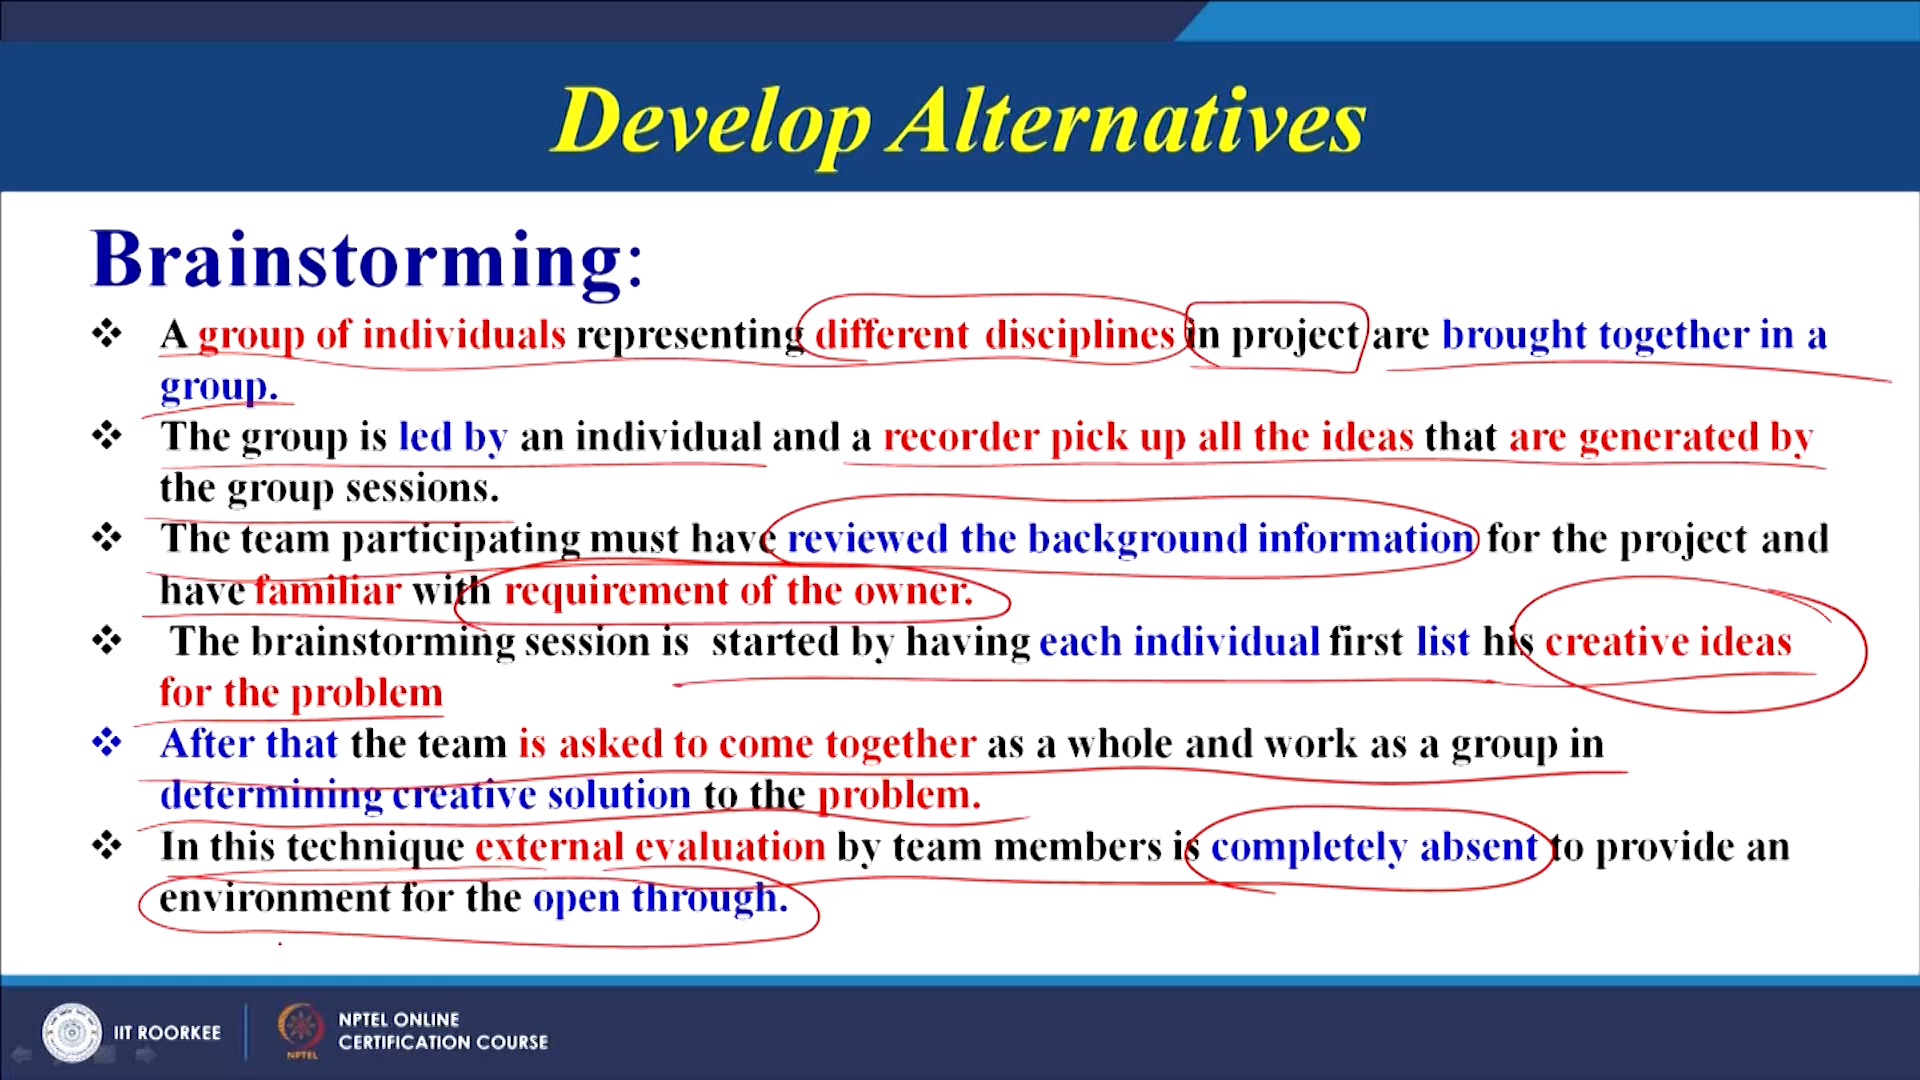 Develop Alternatives
Brainstorming:
❖ A group of individuals representing different disciplines in project are brought together in a
group.
❖ The group is led by an individual and a recorder pick up all the ideas that are generated by
the group sessions.
❖ The team participating must have reviewed the background information for the project and
have familiar with requirement of the owner.
❖ The brainstorming session is started by having each individual first list his creative ideas
for the problem
❖ After that the team is asked to come together as a whole and work as a group in
determining creative solution to the problem.
❖ In this technique external evaluation by team members is completely absent to provide an
environment for the open through.
IIT ROORKEE
NPTEL
NPTEL ONLINE
CERTIFICATION COURSE